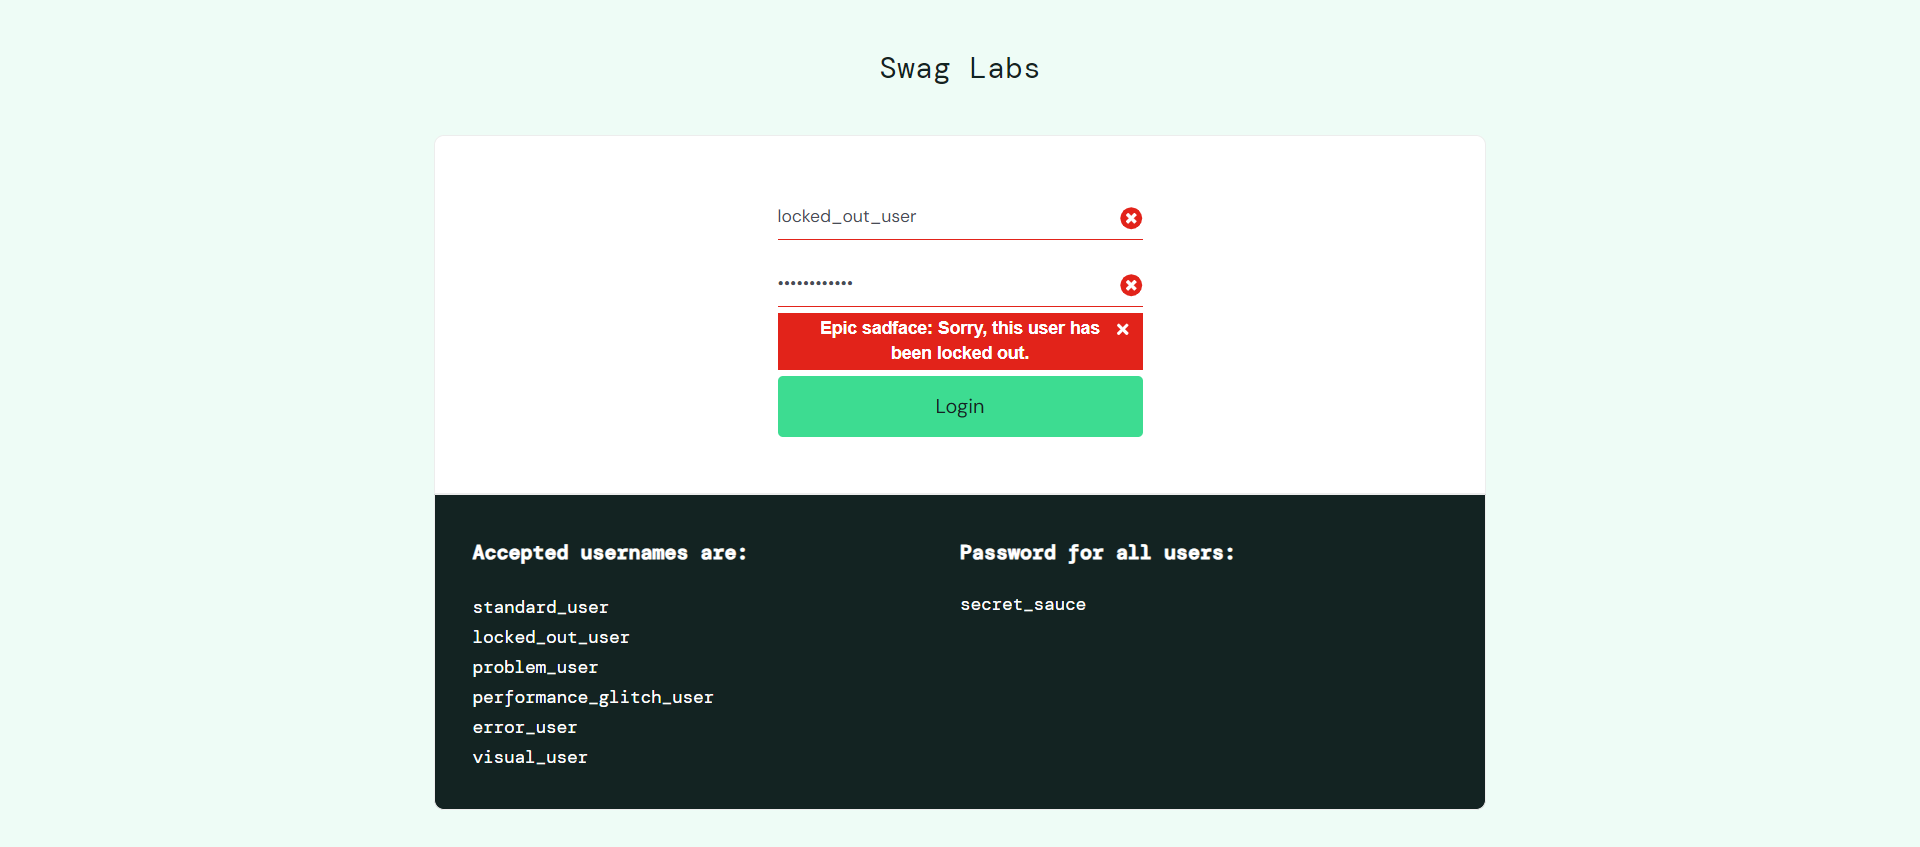 Swag Labs
locked_out_user
••••••••••••
Epic sadface: Sorry, this user has
been locked out.
Login
Accepted usernames are:
standard_user
locked_out_user
problem_user
performance_glitch_user
error_user
visual_user
Password for all users:
secret_sauce